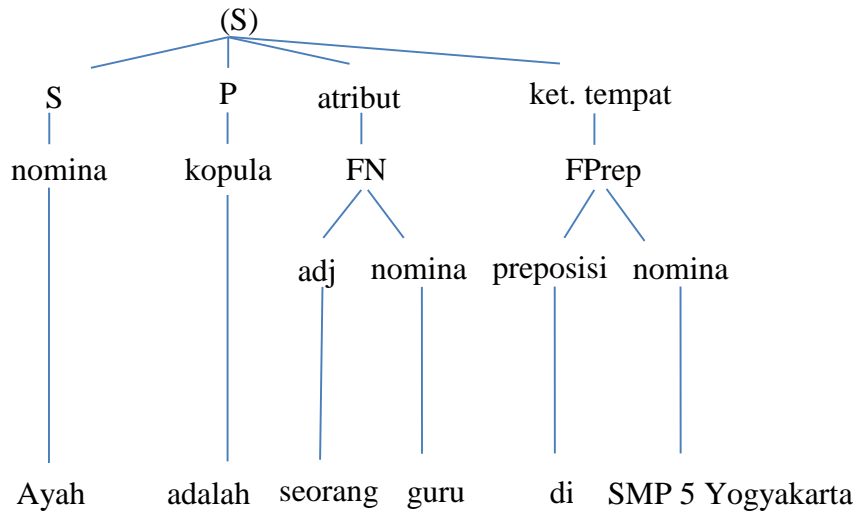 (S)
S P atribut ket. tempat
nomina kopula FN FPrep
adj nomina preposisi nomina
Ayah adalah seorang guru di SMP 5 Yogyakarta